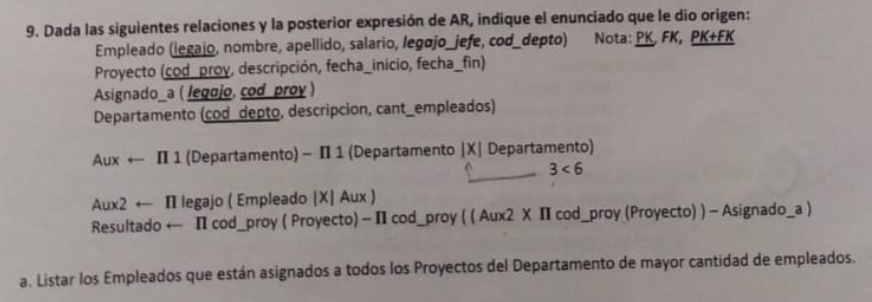 9. Dada las siguientes relaciones y la posterior expresión de AR, indique el enunciado que le dio origen:
Empleado (legajo, nombre, apellido, salario, legajo_jefe, cod_depto) Nota: PK, FK, PK+FK
Proyecto (cod_proy, descripción, fecha_inicio, fecha_fin)
Asignado_a ( legajo, cod_proy )
Departamento (cod_depto, descripcion, cant_empleados)
Aux ← Π 1 (Departamento) – Π 1 (Departamento |X| Departamento)
3 < 6
Aux2 ← Π legajo ( Empleado |X| Aux )
Resultado ← Π cod_proy ( Proyecto) – Π cod_proy ( ( Aux2 X Π cod_proy (Proyecto) ) – Asignado_a )
a. Listar los Empleados que están asignados a todos los Proyectos del Departamento de mayor cantidad de empleados.